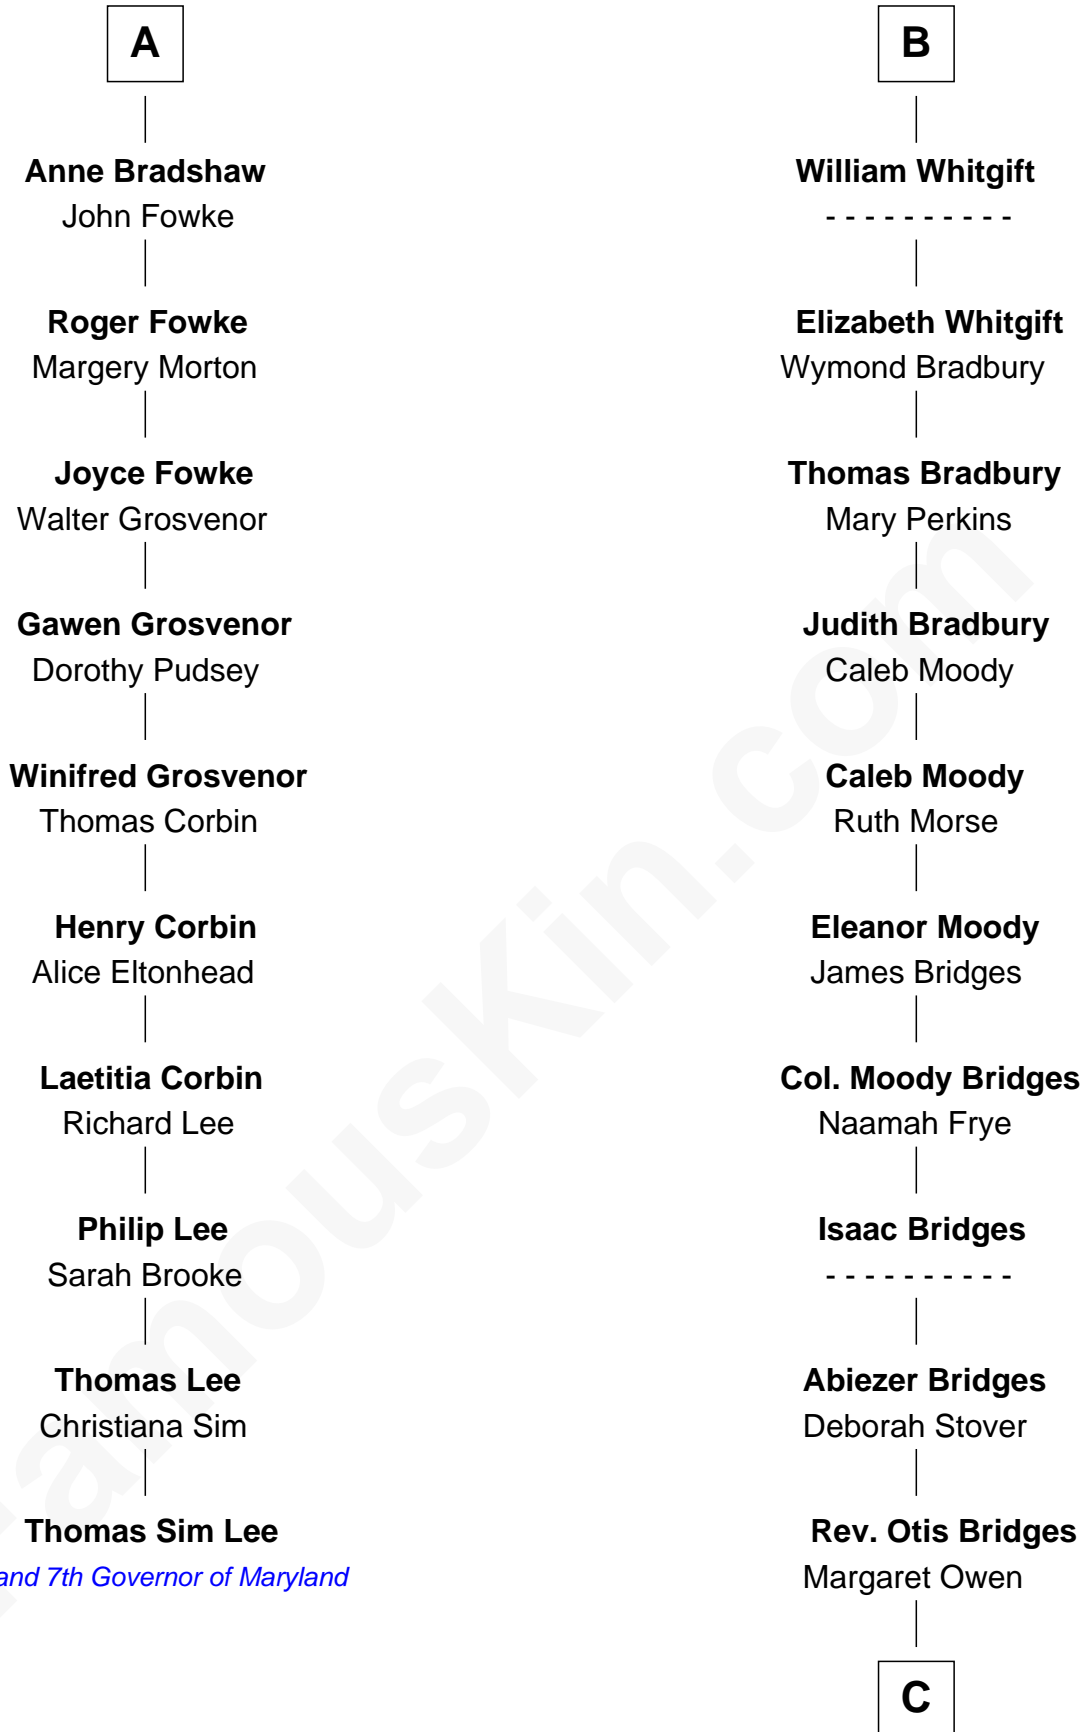 A
Anne Bradshaw
John Fowke
Roger Fowke
Margery Morton
Joyce Fowke
Walter Grosvenor
Gawen Grosvenor
Dorothy Pudsey
Winifred Grosvenor
Thomas Corbin
Henry Corbin
Alice Eltonhead
Laetitia Corbin
Richard Lee
Philip Lee
Sarah Brooke
Thomas Lee
Christiana Sim
Thomas Sim Lee
and 7th Governor of Maryland
B
William Whitgift
- - - - - - - - - -
Elizabeth Whitgift
Wymond Bradbury
Thomas Bradbury
Mary Perkins
Judith Bradbury
Caleb Moody
Caleb Moody
Ruth Morse
Eleanor Moody
James Bridges
Col. Moody Bridges
Naamah Frye
Isaac Bridges
- - - - - - - - - -
Abiezer Bridges
Deborah Stover
Rev. Otis Bridges
Margaret Owen
C
FamousKin.com